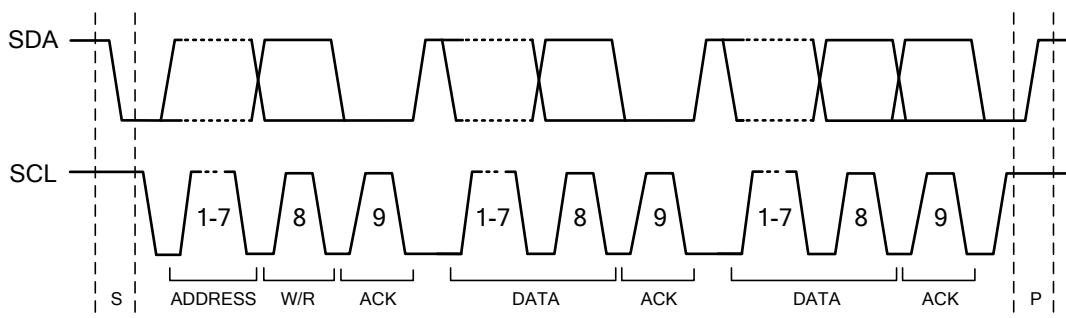 SDA
SCL
1-7 8 9 1-7 8 9 1-7 8 9
S ADDRESS W/R ACK DATA ACK DATA ACK P